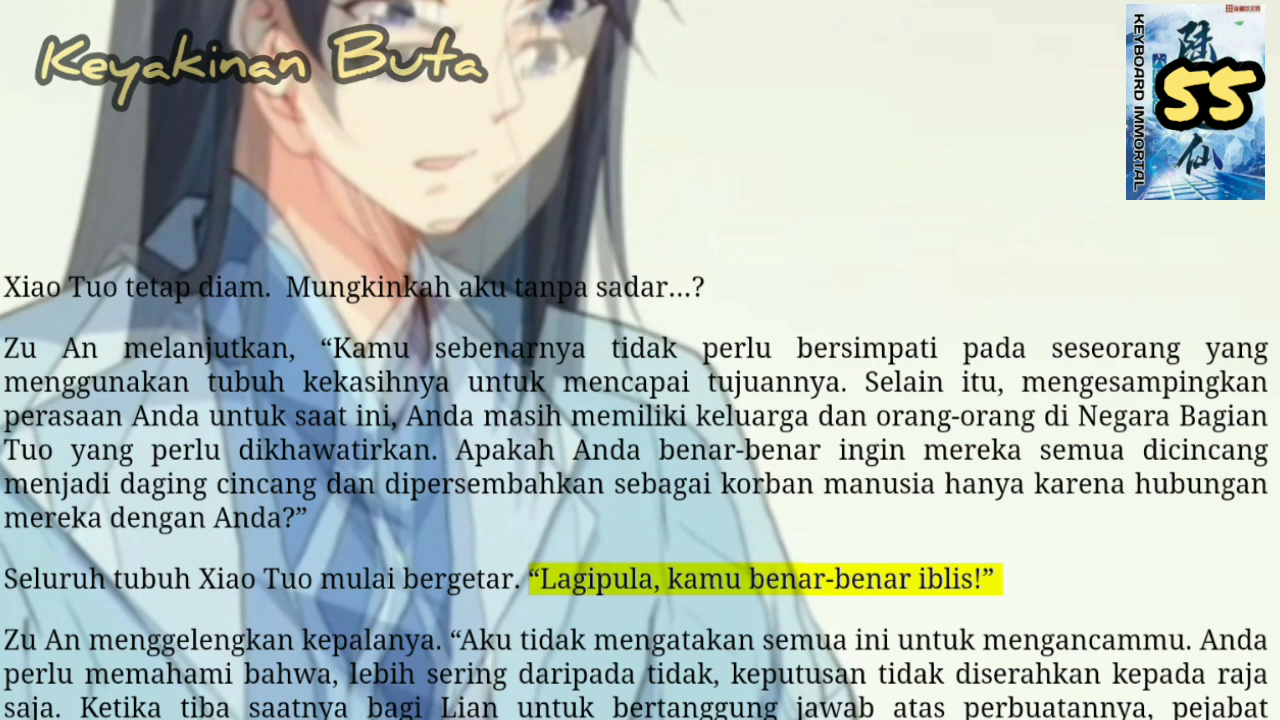 Keyakinan Buta
KEYBOARD IMMORTAL
陆
仙
55
Xiao Tuo tetap diam.  Mungkinkah aku tanpa sadar...?
Zu An melanjutkan, “Kamu sebenarnya tidak perlu bersimpati pada seseorang yang
menggunakan tubuh kekasihnya untuk mencapai tujuannya. Selain itu, mengesampingkan
perasaan Anda untuk saat ini, Anda masih memiliki keluarga dan orang-orang di Negara Bagian
Tuo yang perlu dikhawatirkan. Apakah Anda benar-benar ingin mereka semua dicincang
menjadi daging cincang dan dipersembahkan sebagai korban manusia hanya karena hubungan
mereka dengan Anda?”
Seluruh tubuh Xiao Tuo mulai bergetar. “Lagipula, kamu benar-benar iblis!”
Zu An menggelengkan kepalanya. “Aku tidak mengatakan semua ini untuk mengancammu. Anda
perlu memahami bahwa, lebih sering daripada tidak, keputusan tidak diserahkan kepada raja
saja. Ketika tiba saatnya bagi Lian untuk bertanggung jawab atas perbuatannya, pejabat